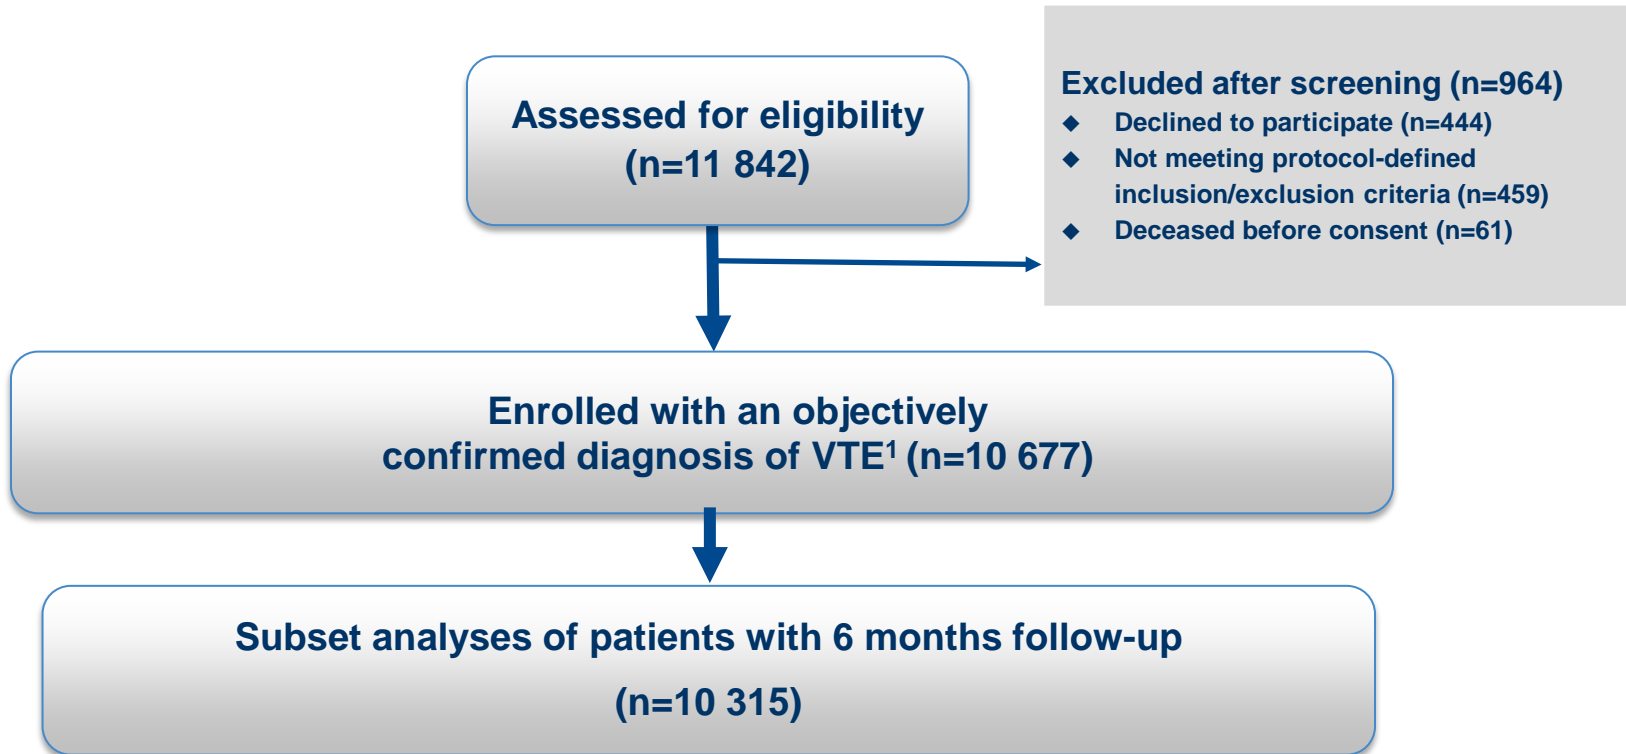 Assessed for eligibility
(n=11 842)
Excluded after screening (n=964)
◆ Declined to participate (n=444)
◆ Not meeting protocol-defined
inclusion/exclusion criteria (n=459)
◆ Deceased before consent (n=61)
Enrolled with an objectively
confirmed diagnosis of VTE¹ (n=10 677)
Subset analyses of patients with 6 months follow-up
(n=10 315)